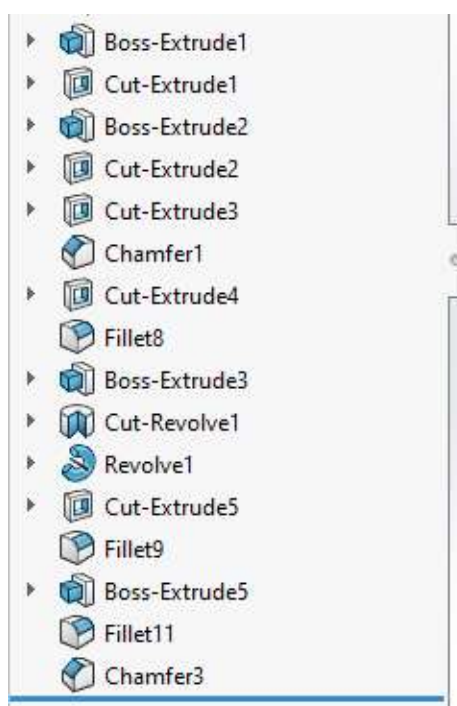 Boss-Extrude1
Cut-Extrude1
Boss-Extrude2
Cut-Extrude2
Cut-Extrude3
Chamfer1
Cut-Extrude4
Fillet8
Boss-Extrude3
Cut-Revolve1
Revolve1
Cut-Extrude5
Fillet9
Boss-Extrude5
Fillet11
Chamfer3